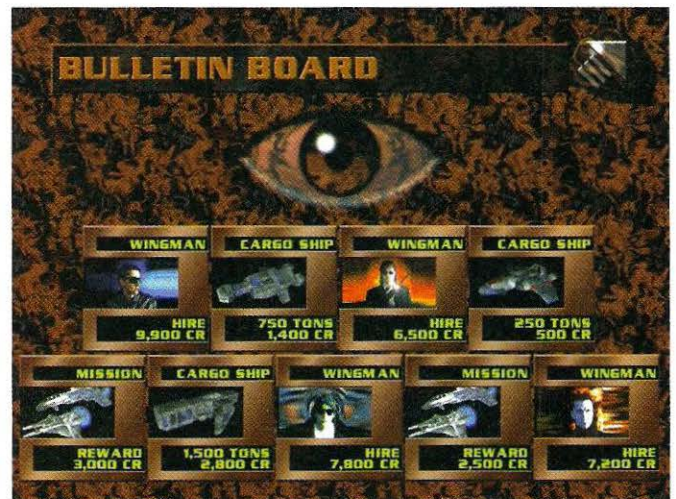 BULLETIN BOARD
WINGMAN
HIRE
9,900 CR
CARGO SHIP
750 TONS
1,400 CR
WINGMAN
HIRE
6,500 CR
CARGO SHIP
250 TONS
500 CR
MISSION
REWARD
3,000 CR
CARGO SHIP
1,500 TONS
2,800 CR
WINGMAN
HIRE
7,800 CR
MISSION
REWARD
2,500 CR
WINGMAN
HIRE
7,200 CR